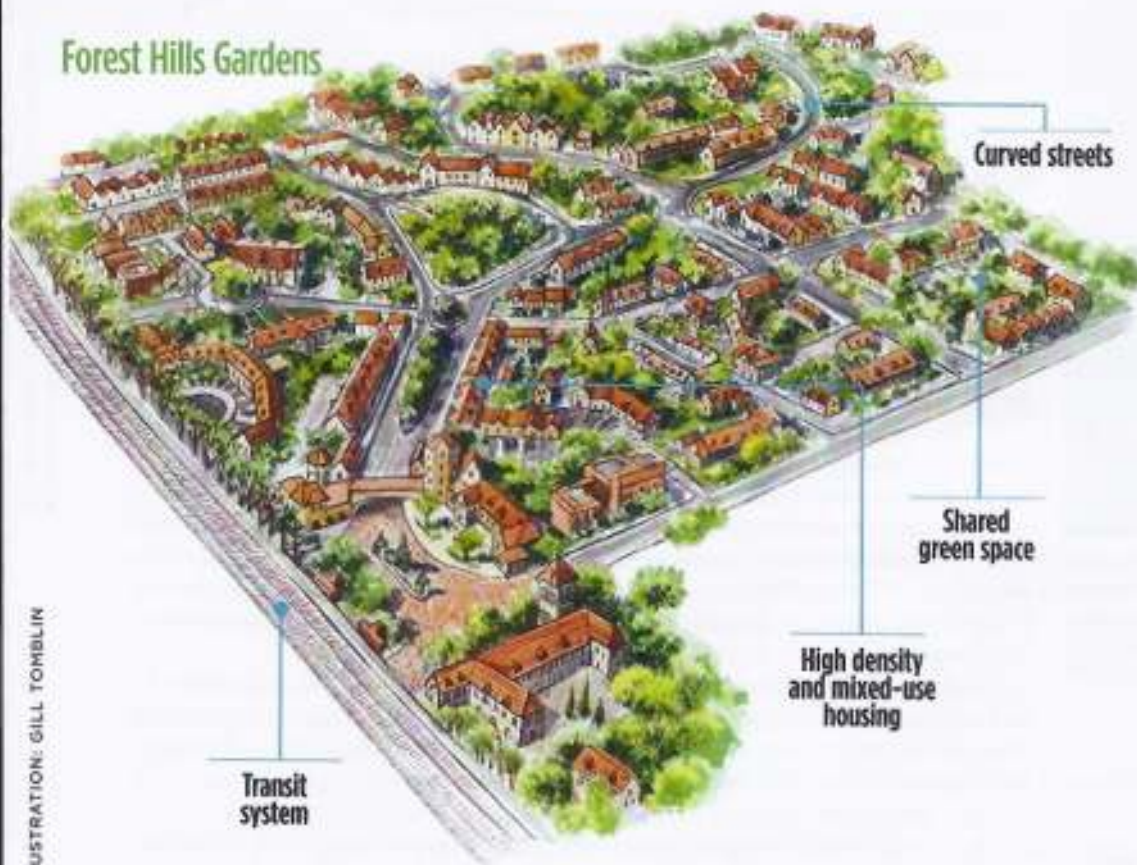 Forest Hills Gardens
Curved streets
Shared
green space
High density
and mixed-use
housing
Transit
system
USTRATION: GILL TOMBLIN